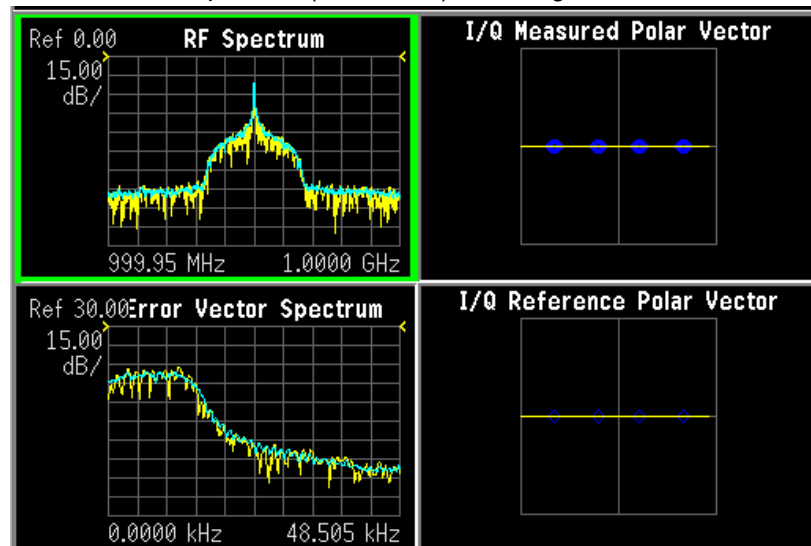 Ref 0.00 RF Spectrum
15.00
dB/
999.95 MHz 1.0000 GHz
I/Q Measured Polar Vector
Ref 30.00 Error Vector Spectrum
15.00
dB/
0.0000 kHz 48.505 kHz
I/Q Reference Polar Vector